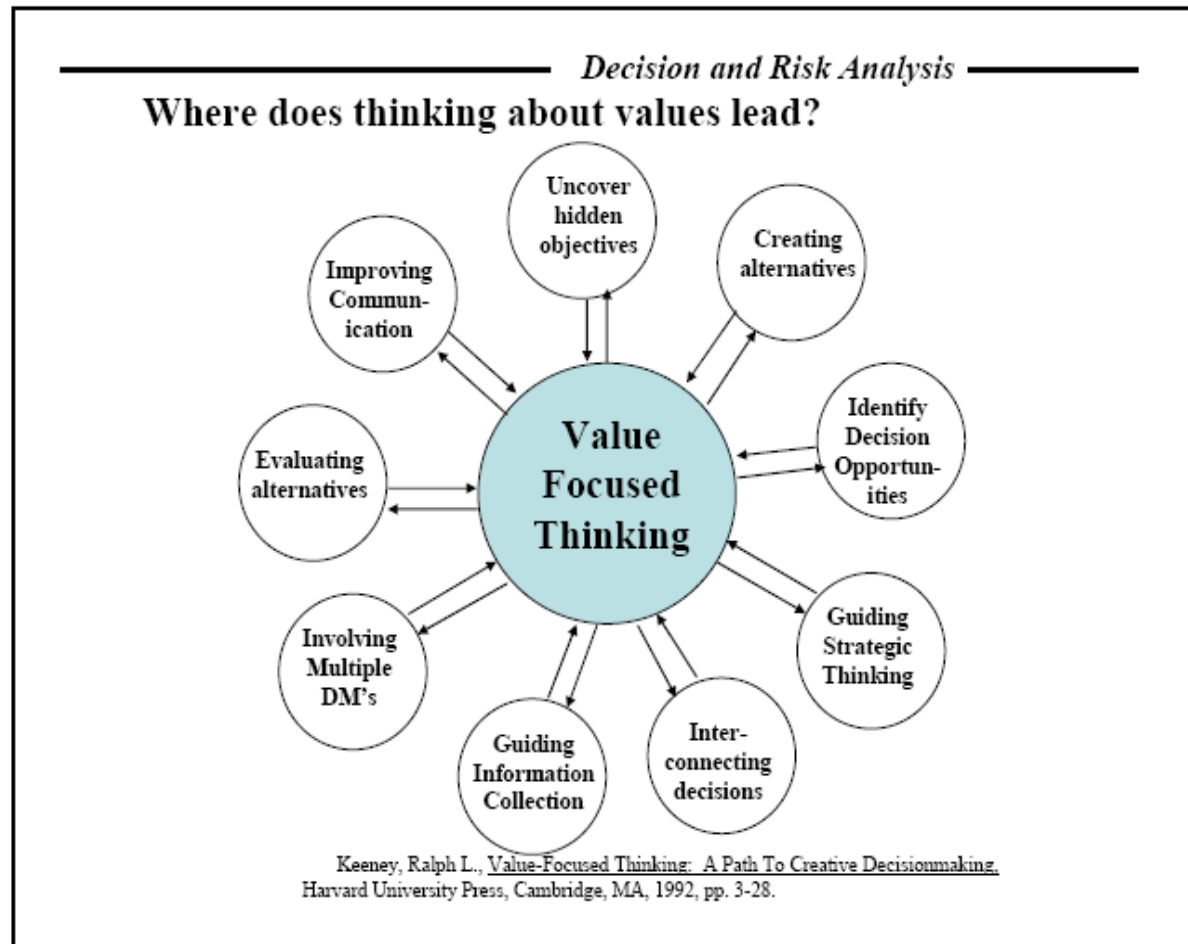 Decision and Risk Analysis
Where does thinking about values lead?
Uncover
hidden
objectives
Creating
alternatives
Improving
Commun-
ication
Identify
Decision
Opportun-
ities
Value
Focused
Thinking
Evaluating
alternatives
Guiding
Strategic
Thinking
Involving
Multiple
DM's
Inter-
connecting
decisions
Guiding
Information
Collection
Keeney, Ralph L., Value-Focused Thinking: A Path To Creative Decisionmaking,
Harvard University Press, Cambridge, MA, 1992, pp. 3-28.